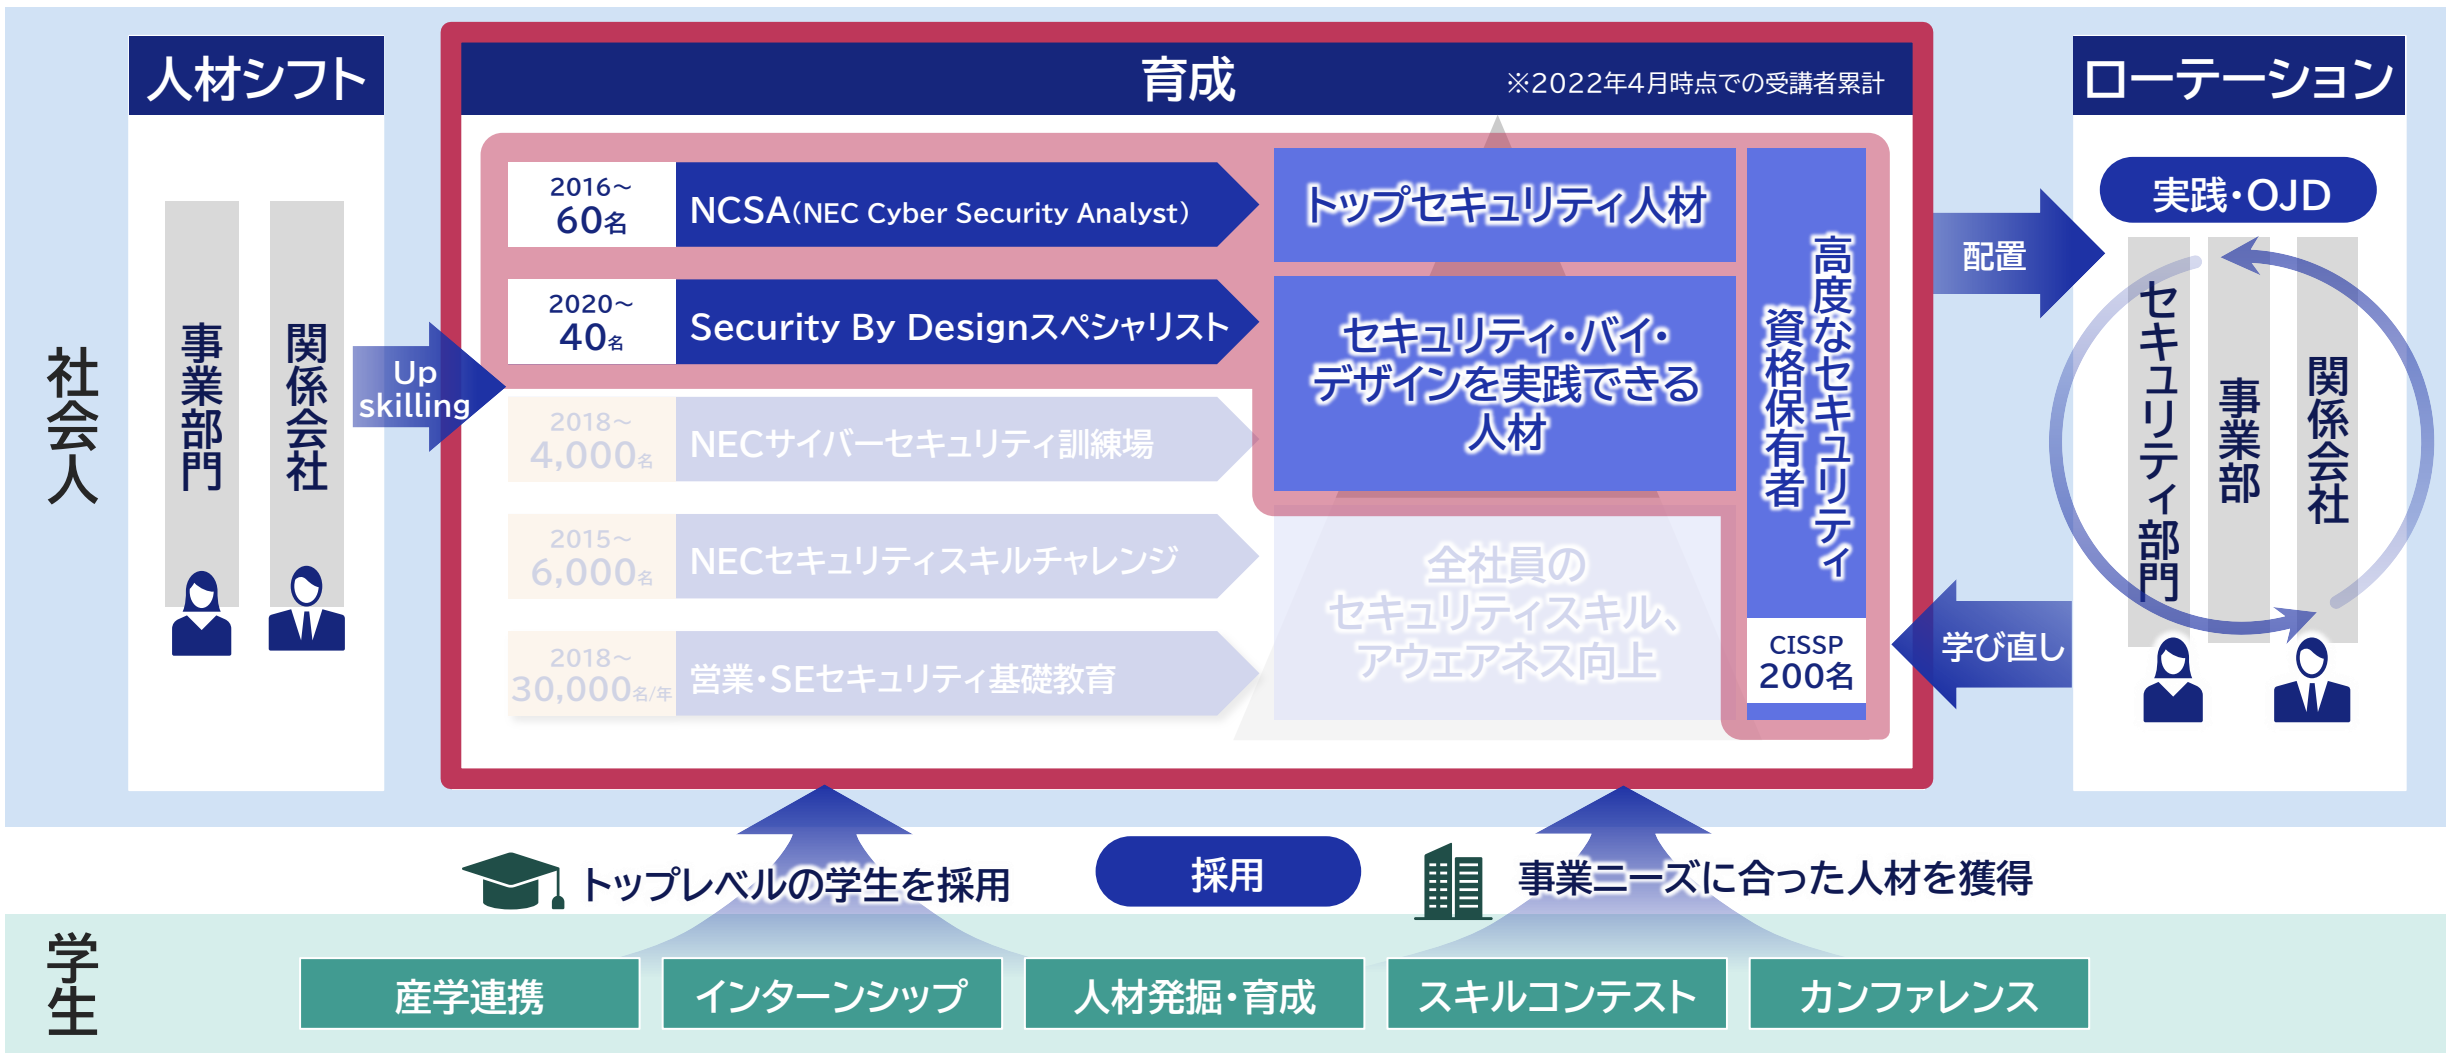 人材シフト
育成
※2022年4月時点での受講者累計
ローテーション
社会人
事業部門
関係会社
Up
skilling
2016～
60名
NCSA（NEC Cyber Security Analyst）
2020～
40名
Security By Designスペシャリスト
2018～
4,000名
NECサイバーセキュリティ訓練場
2015～
6,000名
NECセキュリティスキルチャレンジ
2018～
30,000名/年
営業・SEセキュリティ基礎教育
トップセキュリティ人材
セキュリティ・バイ・
デザインを実践できる
人材
全社員の
セキュリティスキル、
アウェアネス向上
高度なセキュリティ
資格保有者
CISSP
200名
配置
学び直し
実践・OJD
セキュリティ部門
事業部
関係会社
トップレベルの学生を採用
採用
事業ニーズに合った人材を獲得
学生
産学連携
インターンシップ
人材発掘・育成
スキルコンテスト
カンファレンス